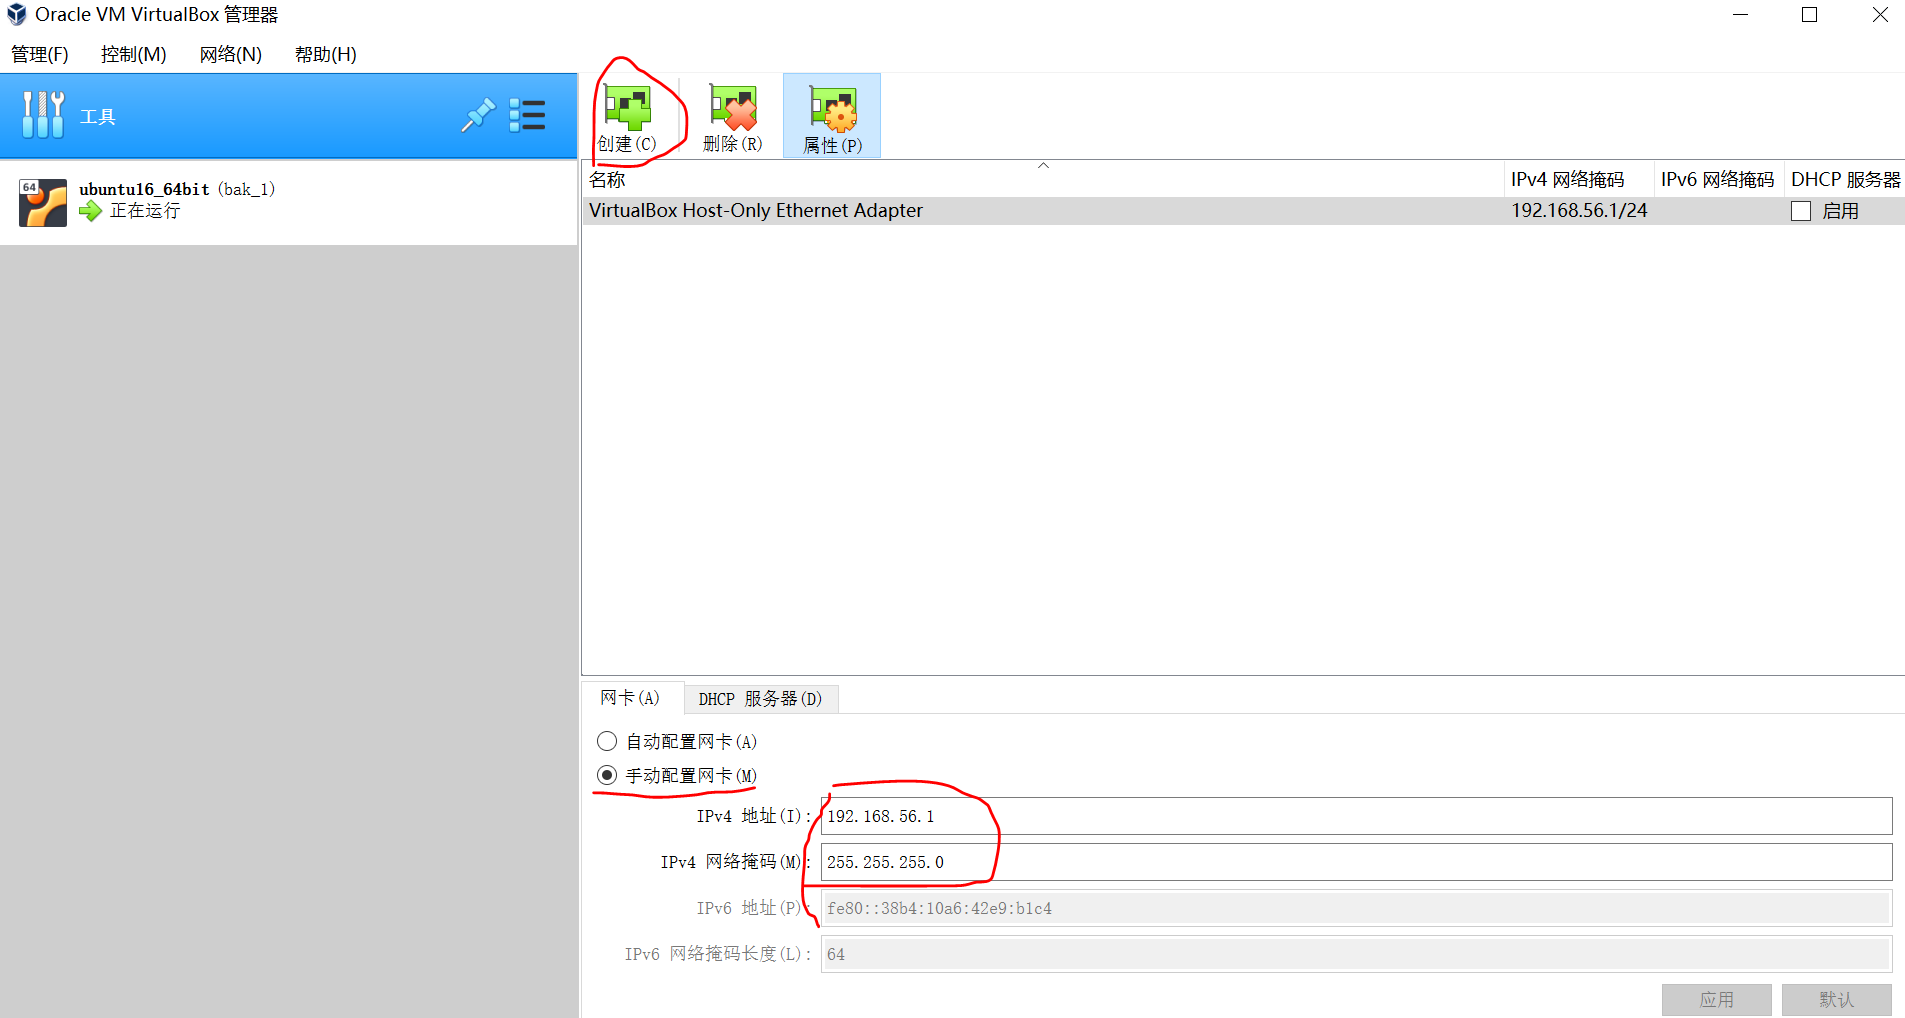 Oracle VM VirtualBox 管理器
管理(F) 控制(M) 网络(N) 帮助(H)
工具
创建(C) 删除(R) 属性(P)
64
ubuntu16_64bit (bak_1)
正在运行
名称 IPv4 网络掩码 IPv6 网络掩码 DHCP 服务器
VirtualBox Host-Only Ethernet Adapter 192.168.56.1/24 启用
网卡(A) DHCP 服务器(D)
自动配置网卡(A)
手动配置网卡(M)
IPv4 地址(I): 192.168.56.1
IPv4 网络掩码(M): 255.255.255.0
IPv6 地址(P): fe80::38b4:10a6:42e9:b1c4
IPv6 网络掩码长度(L): 64
应用 默认